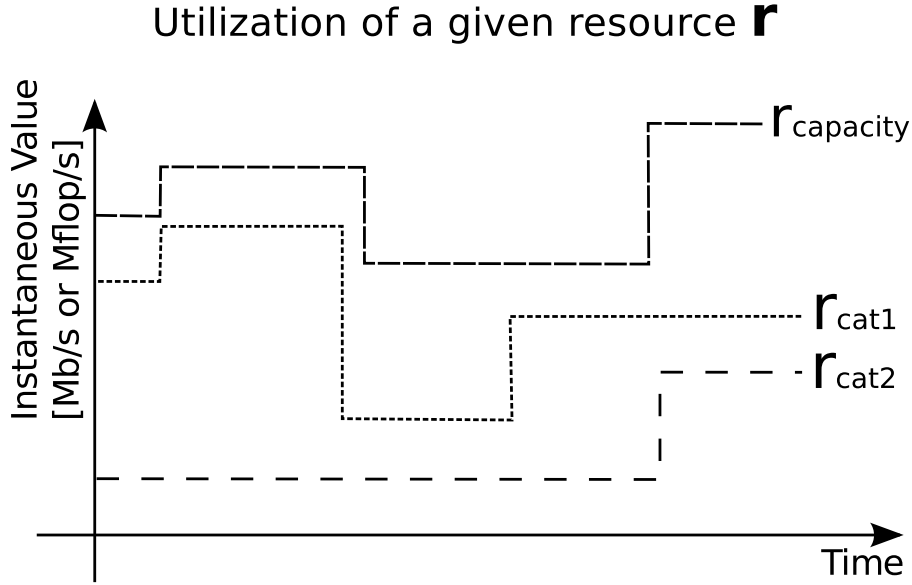 Utilization of a given resource r
Instantaneous Value
[Mb/s or Mflop/s]
rcapacity
rcat1
rcat2
Time